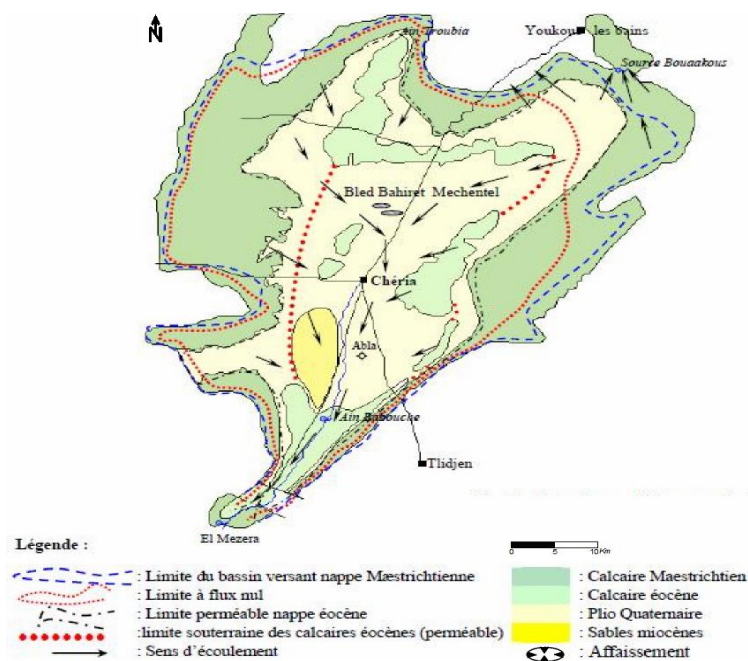 N
Ain Troubia
Youkous les bains
Source Bouaakous
Bled Bahiret Mechentel
Chéria
Abla
Ain Babouche
Tlidjen
El Mezera
0 5 10 Km
Légende :
: Limite du bassin versant nappe Mæstrichtienne
: Limite à flux nul
: Limite perméable nappe éocène
:limite souterraine des calcaires éocènes (perméable)
: Sens d'écoulement
: Calcaire Maestrichtien
: Calcaire éocène
: Plio Quaternaire
: Sables miocènes
: Affaissement